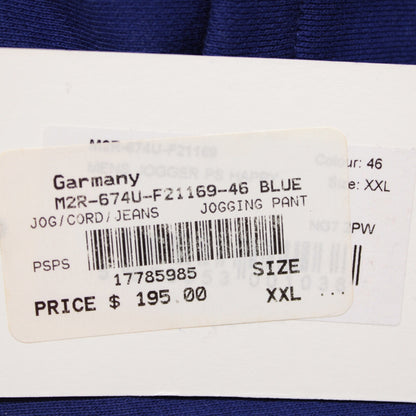 M2R-674U-F21169
MENS JOGGER PS HAPPY
Colour: 46
Size: XXL
Garmany
M2R-674U-F21169-46 BLUE
JOG/CORD/JEANS JOGGING PANT
PSPS
17785985 SIZE
PRICE $ 195.00 XXL ...